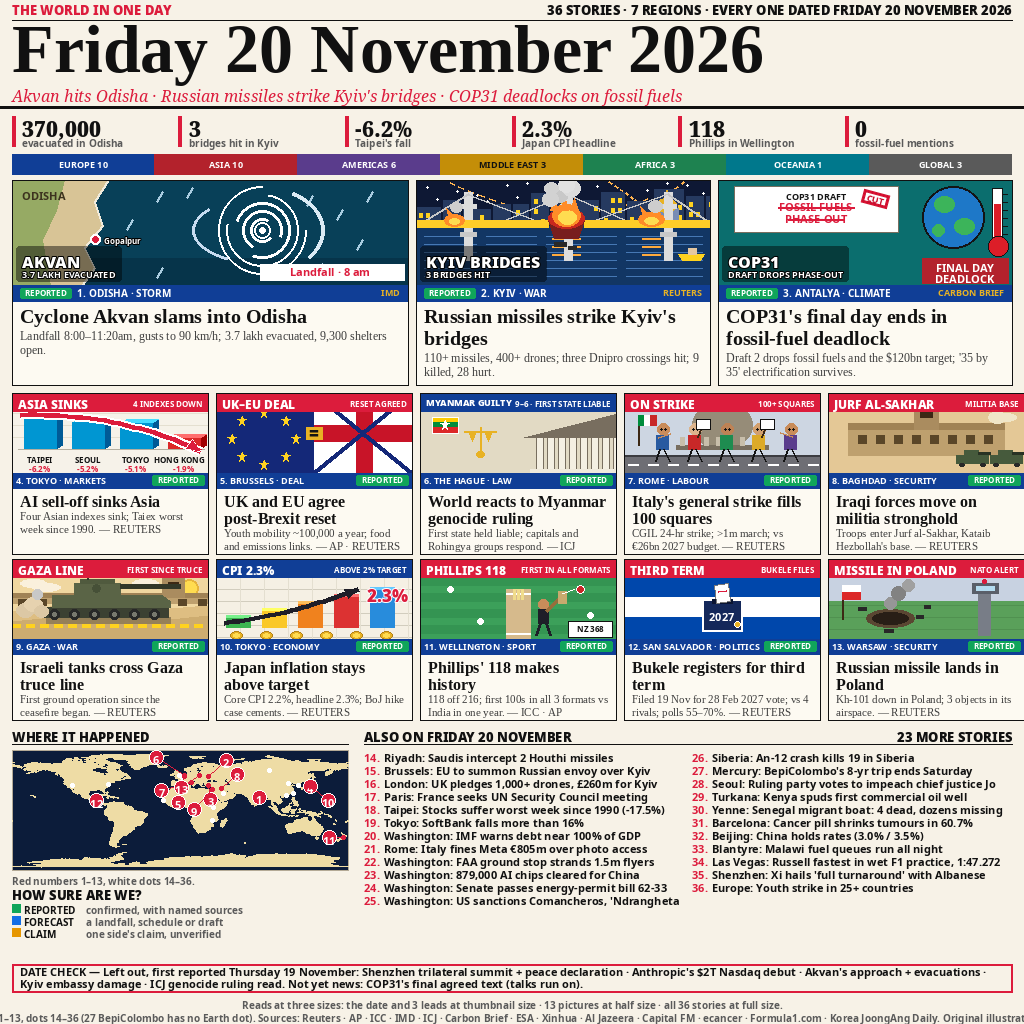 THE WORLD IN ONE DAY
36 STORIES · 7 REGIONS · EVERY ONE DATED FRIDAY 20 NOVEMBER 2026
Friday 20 November 2026
Akvan hits Odisha · Russian missiles strike Kyiv's bridges · COP31 deadlocks on fossil fuels
370,000
evacuated in Odisha
3
bridges hit in Kyiv
-6.2%
Taipei's fall
2.3%
Japan CPI headline
118
Phillips in Wellington
0
fossil-fuel mentions
EUROPE 10
ASIA 10
AMERICAS 6
MIDDLE EAST 3
AFRICA 3
OCEANIA 1
GLOBAL 3
ODISHA
Gopalpur
AKVAN
3.7 LAKH EVACUATED
Landfall · 8 am
REPORTED 1. ODISHA · STORM IMD
Cyclone Akvan slams into Odisha
Landfall 8:00–11:20am, gusts to 90 km/h; 3.7 lakh evacuated, 9,300 shelters
open.
KYIV BRIDGES
3 BRIDGES HIT
REPORTED 2. KYIV · WAR REUTERS
Russian missiles strike Kyiv's
bridges
110+ missiles, 400+ drones; three Dnipro crossings hit; 9
killed, 28 hurt.
COP31 DRAFT
FOSSIL FUELS
PHASE-OUT
CUT
COP31
DRAFT DROPS PHASE-OUT
FINAL DAY
DEADLOCK
REPORTED 3. ANTALYA · CLIMATE CARBON BRIEF
COP31's final day ends in
fossil-fuel deadlock
Draft 2 drops fossil fuels and the $120bn target; '35 by
35' electrification survives.
ASIA SINKS 4 INDEXES DOWN
TAIPEI SEOUL TOKYO HONG KONG
-6.2% -5.2% -5.1% -1.9%
4. TOKYO · MARKETS REPORTED
AI sell-off sinks Asia
Four Asian indexes sink; Taiex worst
week since 1990. — REUTERS
UK–EU DEAL RESET AGREED
=
5. BRUSSELS · DEAL REPORTED
UK and EU agree
post-Brexit reset
Youth mobility ~100,000 a year; food
and emissions links. — AP · REUTERS
MYANMAR GUILTY 9–6 · FIRST STATE LIABLE
6. THE HAGUE · LAW REPORTED
World reacts to Myanmar
genocide ruling
First state held liable; capitals and
Rohingya groups respond. — ICJ
ON STRIKE 100+ SQUARES
7. ROME · LABOUR REPORTED
Italy's general strike fills
100 squares
CGIL 24-hr strike; >1m march; vs
€26bn 2027 budget. — REUTERS
JURF AL-SAKHAR MILITIA BASE
8. BAGHDAD · SECURITY REPORTED
Iraqi forces move on
militia stronghold
Troops enter Jurf al-Sakhar, Kataib
Hezbollah's base. — REUTERS
GAZA LINE FIRST SINCE TRUCE
9. GAZA · WAR REPORTED
Israeli tanks cross Gaza
truce line
First ground operation since the
ceasefire began. — REUTERS
CPI 2.3% ABOVE 2% TARGET
2.3%
10. TOKYO · ECONOMY REPORTED
Japan inflation stays
above target
Core CPI 2.2%, headline 2.3%; BoJ hike
case cements. — REUTERS
PHILLIPS 118 FIRST IN ALL FORMATS
NZ 368
11. WELLINGTON · SPORT REPORTED
Phillips' 118 makes
history
118 off 216; first 100s in all 3 formats vs
India in one year. — ICC · AP
THIRD TERM BUKELE FILES
2027
12. SAN SALVADOR · POLITICS REPORTED
Bukele registers for third
term
Filed 19 Nov for 28 Feb 2027 vote; vs 4
rivals; polls 55–70%. — REUTERS
MISSILE IN POLAND NATO ALERT
13. WARSAW · SECURITY REPORTED
Russian missile lands in
Poland
Kh-101 down in Poland; 3 objects in its
airspace. — REUTERS
WHERE IT HAPPENED
6
2
8
7
13
5
3
9
1
12
10
11
Red numbers 1–13, white dots 14–36.
HOW SURE ARE WE?
REPORTED confirmed, with named sources
FORECAST a landfall, schedule or draft
CLAIM one side's claim, unverified
ALSO ON FRIDAY 20 NOVEMBER
23 MORE STORIES
14. Riyadh: Saudis intercept 2 Houthi missiles
15. Brussels: EU to summon Russian envoy over Kyiv
16. London: UK pledges 1,000+ drones, £260m for Kyiv
17. Paris: France seeks UN Security Council meeting
18. Taipei: Stocks suffer worst week since 1990 (-17.5%)
19. Tokyo: SoftBank falls more than 16%
20. Washington: IMF warns debt near 100% of GDP
21. Rome: Italy fines Meta €805m over photo access
22. Washington: FAA ground stop strands 1.5m flyers
23. Washington: 879,000 AI chips cleared for China
24. Washington: Senate passes energy-permit bill 62-33
25. Washington: US sanctions Comancheros, 'Ndrangheta
26. Siberia: An-12 crash kills 19 in Siberia
27. Mercury: BepiColombo's 8-yr trip ends Saturday
28. Seoul: Ruling party votes to impeach chief justice Jo
29. Turkana: Kenya spuds first commercial oil well
30. Yenne: Senegal migrant boat: 4 dead, dozens missing
31. Barcelona: Cancer pill shrinks tumours in 60.7%
32. Beijing: China holds rates (3.0% / 3.5%)
33. Blantyre: Malawi fuel queues run all night
34. Las Vegas: Russell fastest in wet F1 practice, 1:47.272
35. Shenzhen: Xi hails 'full turnaround' with Albanese
36. Europe: Youth strike in 25+ countries
DATE CHECK — Left out, first reported Thursday 19 November: Shenzhen trilateral summit + peace declaration · Anthropic's $2T Nasdaq debut · Akvan's approach + evacuations ·
Kyiv embassy damage · ICJ genocide ruling read. Not yet news: COP31's final agreed text (talks run on).
Reads at three sizes: the date and 3 leads at thumbnail size · 13 pictures at half size · all 36 stories at full size.
1–13, dots 14–36 (27 BepiColombo has no Earth dot). Sources: Reuters · AP · ICC · IMD · ICJ · Carbon Brief · ESA · Xinhua · Al Jazeera · Capital FM · ecancer · Formula1.com · Korea JoongAng Daily. Original illustrat